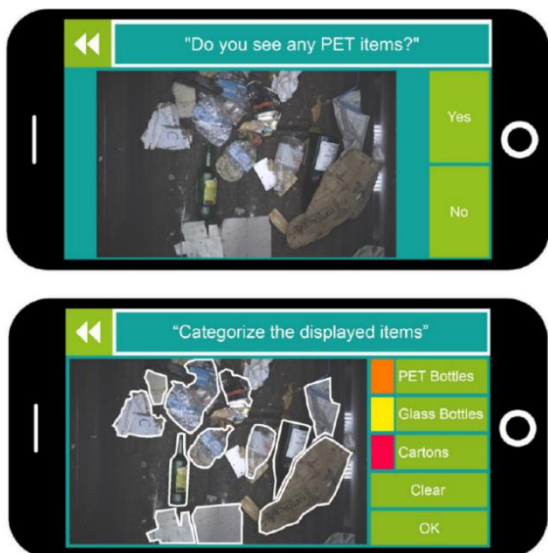 "Do you see any PET items?"
Yes
No
“Categorize the displayed items”
PET Bottles
Glass Bottles
Cartons
Clear
OK